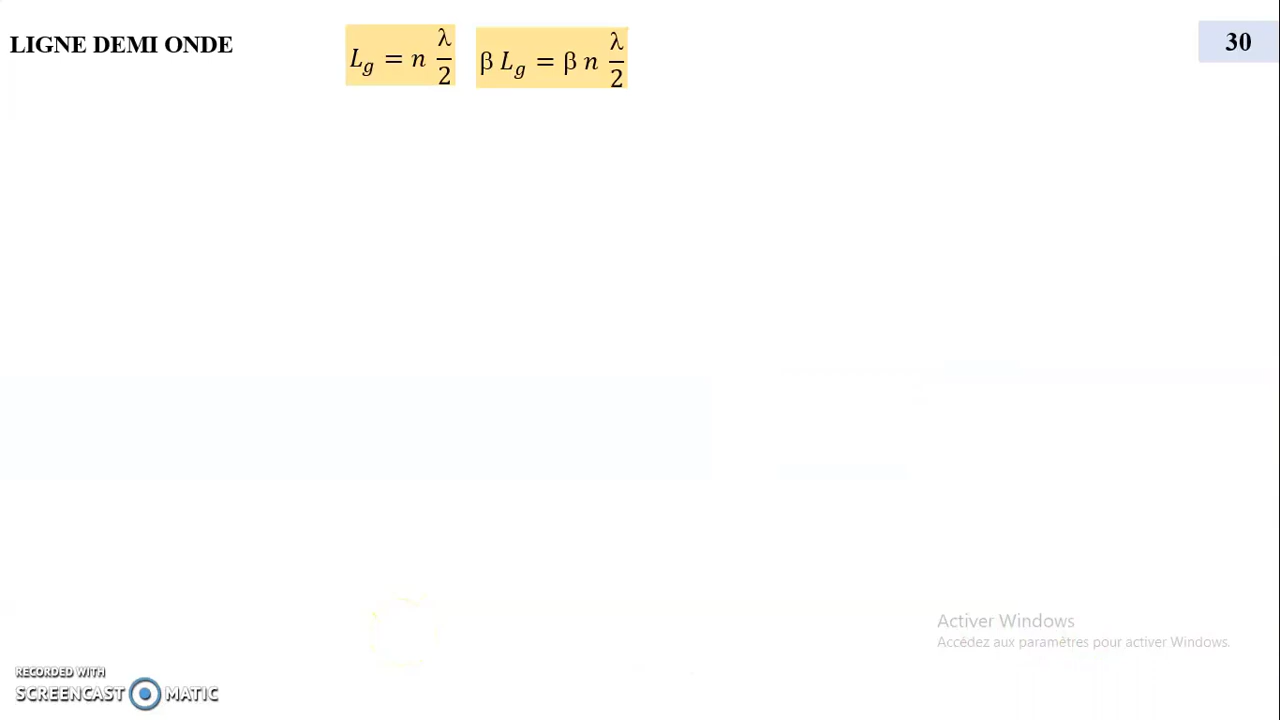 LIGNE DEMI ONDE
L_g = n λ/2
β L_g = β n λ/2
30
Activer Windows
Accédez aux paramètres pour activer Windows.
RECORDED WITH
SCREENCAST MATIC